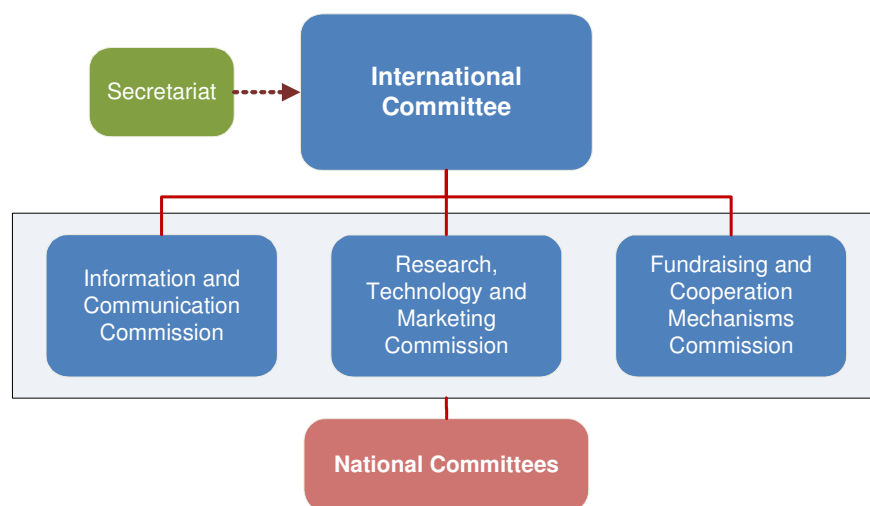 International
Committee
Secretariat
Information and
Communication
Commission
Research,
Technology and
Marketing
Commission
Fundraising and
Cooperation
Mechanisms
Commission
National Committees